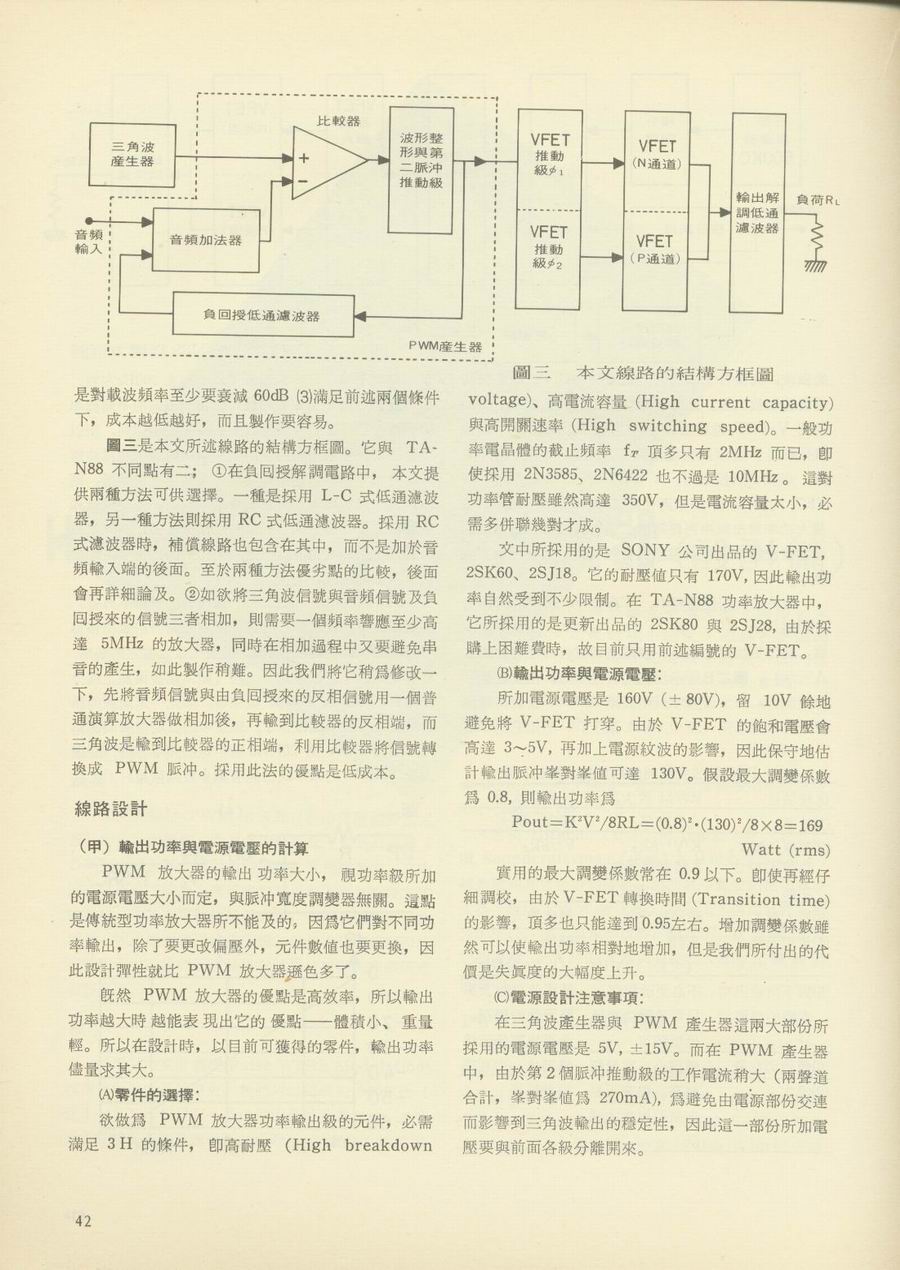 三角波
產生器
比較器
波形整
形與第
二脈冲
推動級
VFET
推動
級φ1
VFET
(N通道)
輸出解
調低通
濾波器
負荷RL
音頻
輸入
音頻加法器
VFET
推動
級φ2
VFET
(P通道)
負回授低通濾波器
PWM產生器
圖三 本文線路的結構方框圖
是對載波頻率至少要衰減 60dB (3)滿足前述兩個條件
下，成本越低越好，而且製作要容易。
圖三是本文所述線路的結構方框圖。它與 TA-
N88 不同點有二； ①在負囘授解調電路中， 本文提
供兩種方法可供選擇。一種是採用 L-C 式低通濾波
器，另一種方法則採用 RC 式低通濾波器。採用 RC
式濾波器時，補償線路也包含在其中，而不是加於音
頻輸入端的後面。至於兩種方法優劣點的比較，後面
會再詳細論及。②如欲將三角波信號與音頻信號及負
囘授來的信號三者相加，則需要一個頻率響應至少高
達 5MHz 的放大器，同時在相加過程中又要避免串
音的產生，如此製作稍難。因此我們將它稍爲修改一
下，先將音頻信號與由負囘授來的反相信號用一個普
通演算放大器做相加後，再輸到比較器的反相端，而
三角波是輸到比較器的正相端，利用比較器將信號轉
換成 PWM 脈冲。採用此法的優點是低成本。
線路設計
（甲）輸出功率與電源電壓的計算
PWM 放大器的輸出 功率大小， 視功率級所加
的電源電壓大小而定，與脈冲寬度調變器無關。這點
是傳統型功率放大器所不能及的，因爲它們對不同功
率輸出，除了要更改偏壓外，元件數值也要更換，因
此設計彈性就比 PWM 放大器遜色多了。
旣然 PWM 放大器的優點是高效率，所以輸出
功率越大時 越能表 現出它的 優點——體積小、 重量
輕。所以在設計時，以目前可獲得的零件，輸出功率
儘量求其大。
(A)零件的選擇：
欲做爲 PWM 放大器功率輸出級的元件，必需
滿足 3H 的條件， 卽高耐壓 (High breakdown
voltage)、高電流容量 (High current capacity)
與高開關速率 (High switching speed)。一般功
率電晶體的截止頻率 fT 頂多只有 2MHz 而已，卽
使採用 2N3585、2N6422 也不過是 10MHz 。 這對
功率管耐壓雖然高達 350V，但是電流容量太小，必
需多併聯幾對才成。
文中所採用的是 SONY 公司出品的 V-FET,
2SK60、2SJ18。它的耐壓値只有 170V, 因此輸出功
率自然受到不少限制。在 TA-N88 功率放大器中，
它所採用的是更新出品的 2SK80 與 2SJ28, 由於採
購上困難費時，故目前只用前述編號的 V-FET。
(B)輸出功率與電源電壓：
所加電源電壓是 160V (±80V)，留 10V 餘地
避免將 V-FET 打穿。由於 V-FET 的飽和電壓會
高達 3～5V, 再加上電源紋波的影響，因此保守地估
計輸出脈冲峯對峯値可達 130V。假設最大調變係數
爲 0.8, 則輸出功率爲
Pout=K²V²/8RL=(0.8)²·(130)²/8×8=169
Watt (rms)
實用的最大調變係數常在 0.9 以下。卽使再經仔
細調校，由於 V-FET 轉換時間 (Transition time)
的影響，頂多也只能達到 0.95左右。增加調變係數雖
然可以使輸出功率相對地增加，但是我們所付出的代
價是失眞度的大幅度上升。
(C)電源設計注意事項：
在三角波產生器與 PWM 產生器這兩大部份所
採用的電源電壓是 5V, ±15V。而在 PWM 產生器
中，由於第 2 個脈冲推動級的工作電流稍大（兩聲道
合計，峯對峯値爲 270mA), 爲避免由電源部份交連
而影響到三角波輸出的穩定性，因此這一部份所加電
壓要與前面各級分離開來。
42